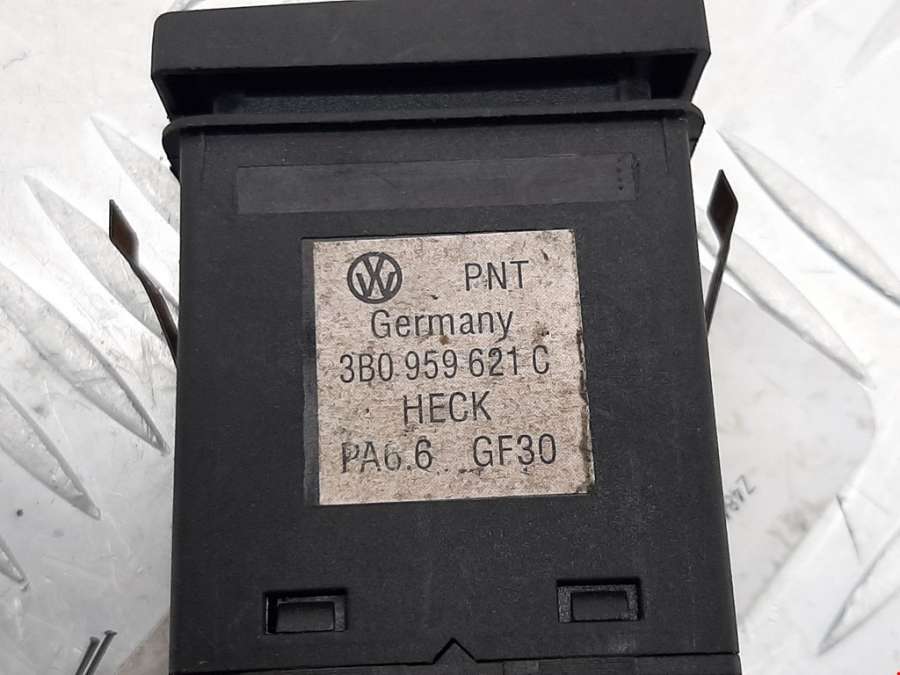 PNT
Germany
3B0 959 621 C
HECK
PA6.6 GF30